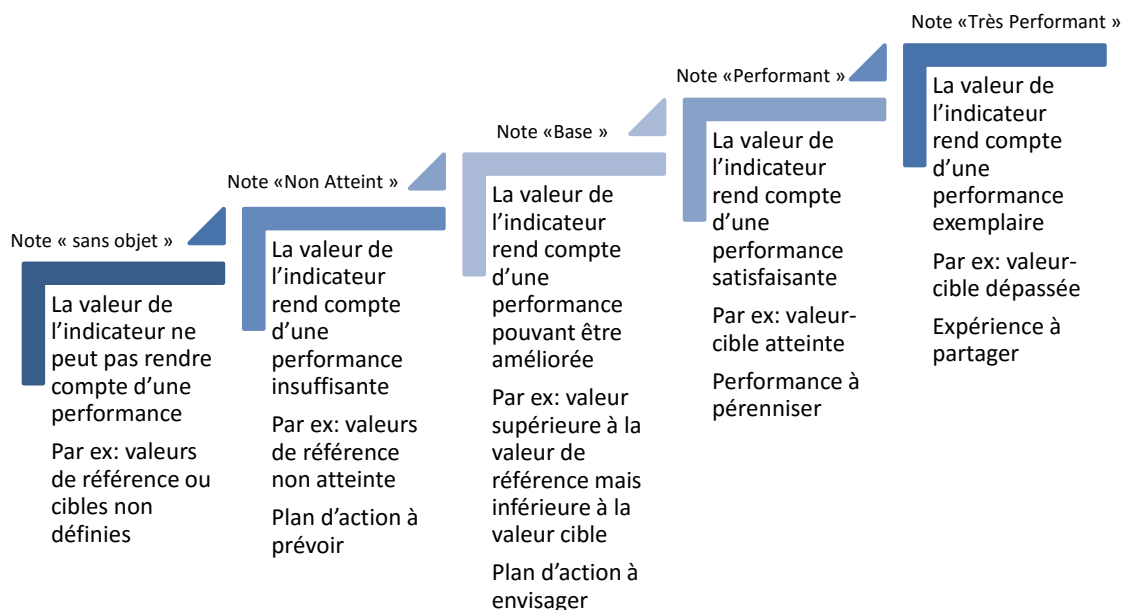 Note « sans objet »
La valeur de
l’indicateur ne
peut pas rendre
compte d’une
performance
Par ex: valeurs
de référence ou
cibles non
définies
Note «Non Atteint »
La valeur de
l’indicateur
rend compte
d’une
performance
insuffisante
Par ex: valeurs
de référence
non atteinte
Plan d’action à
prévoir
Note «Base »
La valeur de
l’indicateur
rend compte
d’une
performance
pouvant être
améliorée
Par ex: valeur
supérieure à la
valeur de
référence mais
inférieure à la
valeur cible
Plan d’action à
envisager
Note «Performant »
La valeur de
l’indicateur
rend compte
d’une
performance
satisfaisante
Par ex: valeur-
cible atteinte
Performance à
pérenniser
Note «Très Performant »
La valeur de
l’indicateur
rend compte
d’une
performance
exemplaire
Par ex: valeur-
cible dépassée
Expérience à
partager